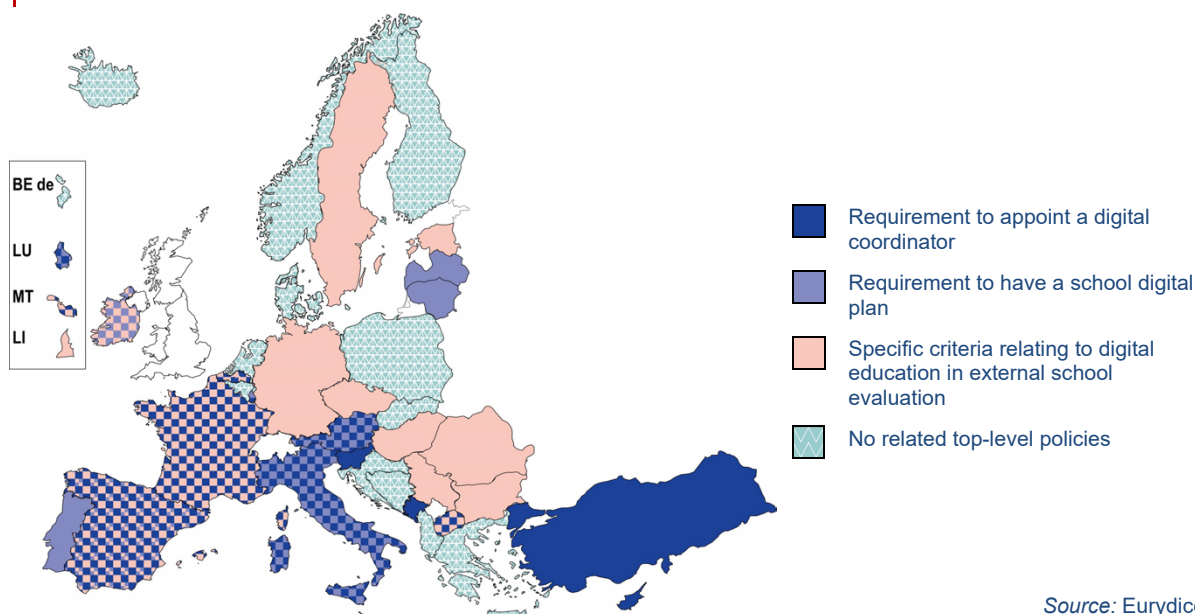 BE de
LU
MT
LI
Requirement to appoint a digital
coordinator
Requirement to have a school digital
plan
Specific criteria relating to digital
education in external school
evaluation
No related top-level policies
Source: Eurydice